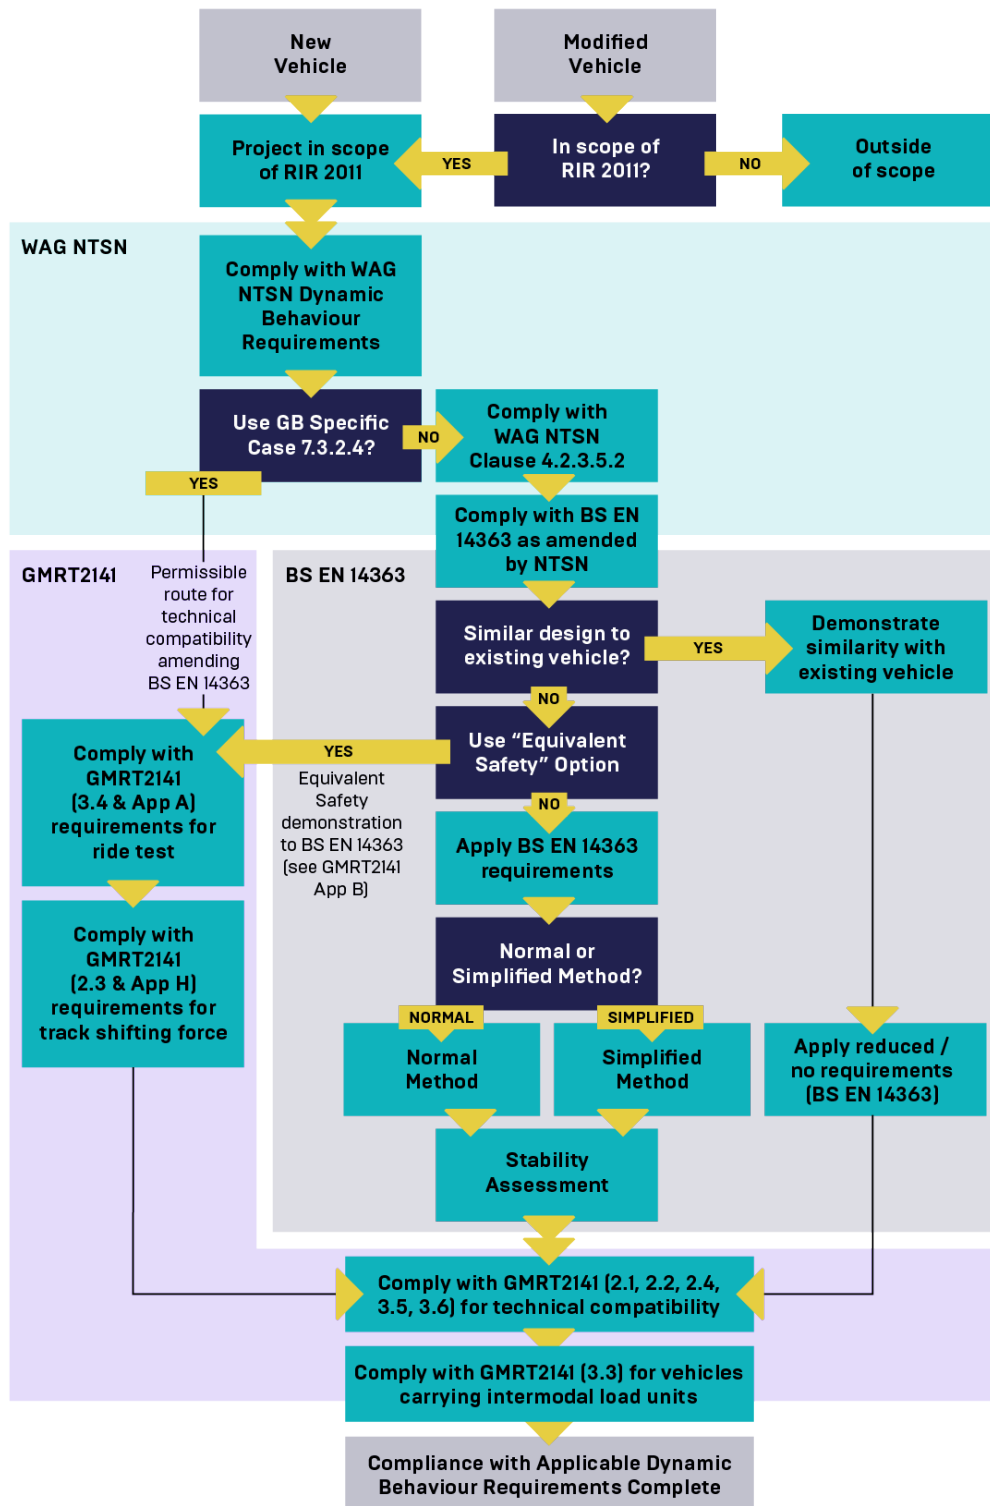 New
Vehicle
Modified
Vehicle
Project in scope
of RIR 2011
YES
In scope of
RIR 2011?
NO
Outside
of scope
WAG NTSN
Comply with WAG
NTSN Dynamic
Behaviour
Requirements
Use GB Specific
Case 7.3.2.4?
NO
Comply with
WAG NTSN
Clause 4.2.3.5.2
YES
Comply with BS EN
14363 as amended
by NTSN
GMRT2141
Permissible
route for
technical
compatibility
amending
BS EN 14363
BS EN 14363
Similar design to
existing vehicle?
YES
Demonstrate
similarity with
existing vehicle
NO
Use “Equivalent
Safety” Option
YES
Equivalent
Safety
demonstration
to BS EN 14363
(see GMRT2141
App B)
Comply with
GMRT2141
(3.4 & App A)
requirements for
ride test
NO
Apply BS EN 14363
requirements
Comply with
GMRT2141
(2.3 & App H)
requirements for
track shifting force
Normal or
Simplified Method?
NORMAL
SIMPLIFIED
Normal
Method
Simplified
Method
Apply reduced /
no requirements
(BS EN 14363)
Stability
Assessment
Comply with GMRT2141 (2.1, 2.2, 2.4,
3.5, 3.6) for technical compatibility
Comply with GMRT2141 (3.3) for vehicles
carrying intermodal load units
Compliance with Applicable Dynamic
Behaviour Requirements Complete